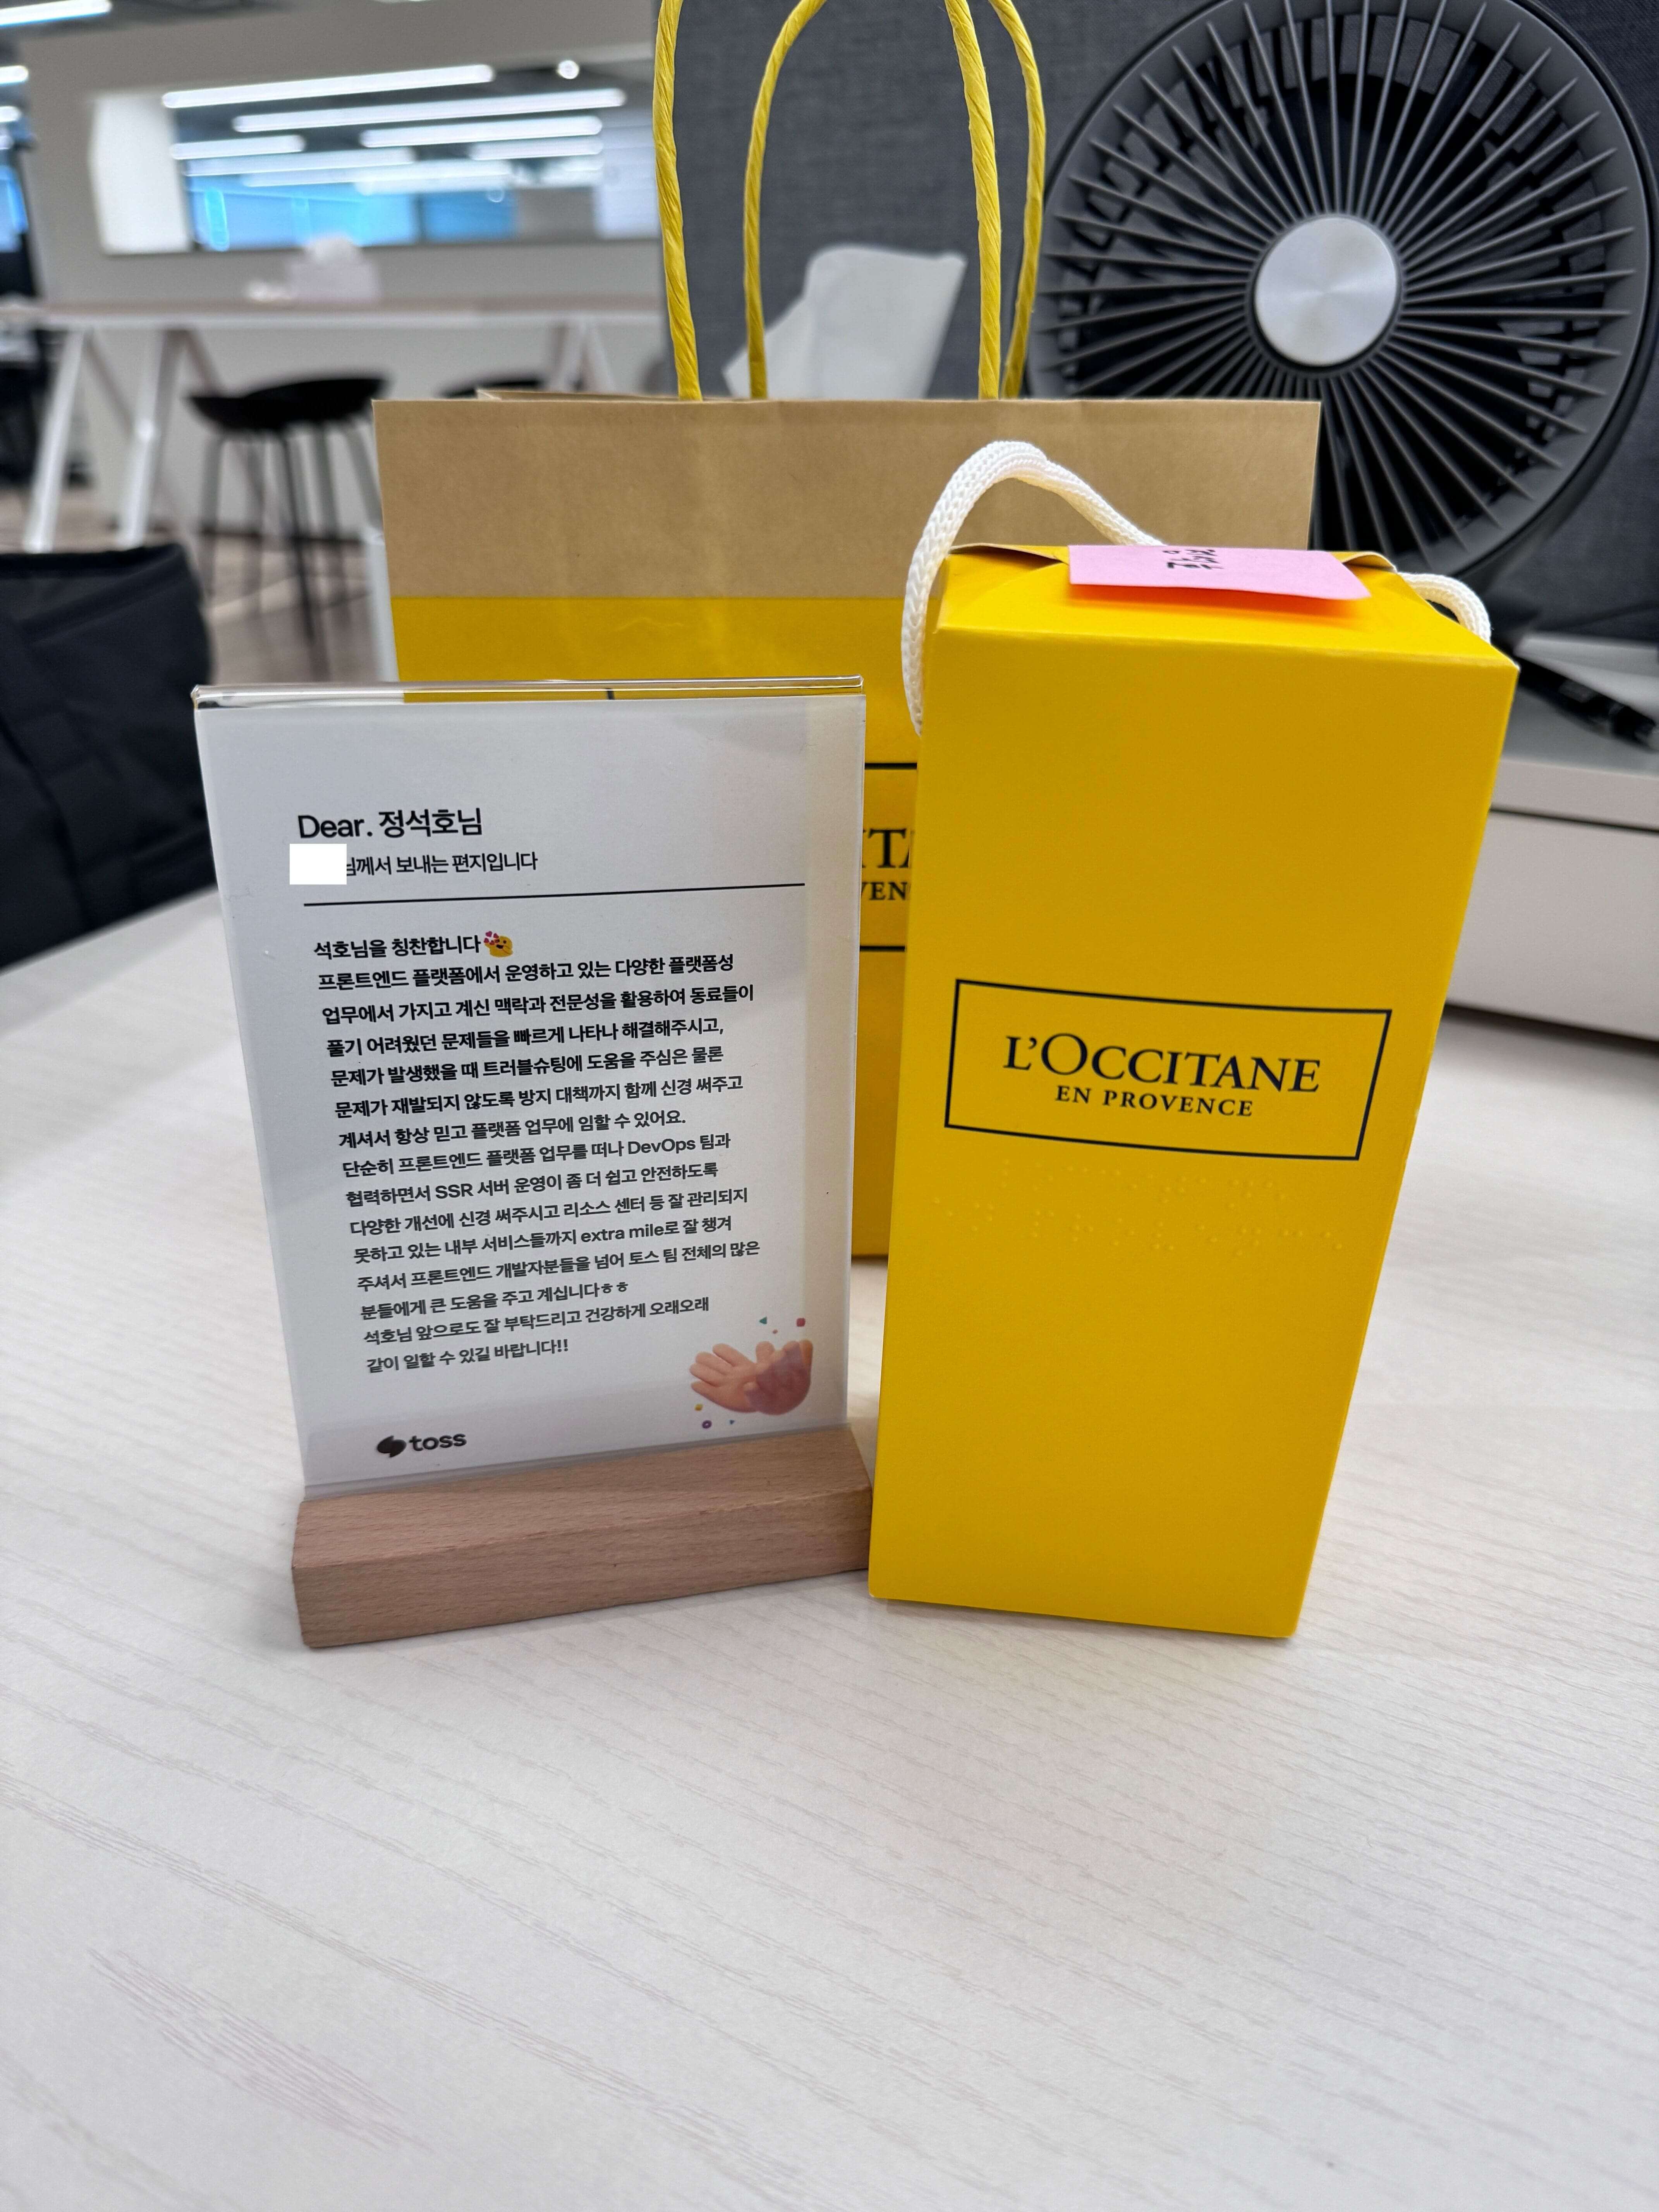 Dear. 정석호님
님께서 보내는 편지입니다
석호님을 칭찬합니다
프론트엔드 플랫폼에서 운영하고 있는 다양한 플랫폼성
업무에서 가지고 계신 맥락과 전문성을 활용하여 동료들이
풀기 어려웠던 문제들을 빠르게 나타나 해결해주시고,
문제가 발생했을 때 트러블슈팅에 도움을 주심은 물론
문제가 재발되지 않도록 방지 대책까지 함께 신경 써주고
계셔서 항상 믿고 플랫폼 업무에 임할 수 있어요.
단순히 프론트엔드 플랫폼 업무를 떠나 DevOps 팀과
협력하면서 SSR 서버 운영이 좀 더 쉽고 안전하도록
다양한 개선에 신경 써주시고 리소스 센터 등 잘 관리되지
못하고 있는 내부 서비스들까지 extra mile로 잘 챙겨
주셔서 프론트엔드 개발자분들을 넘어 토스 팀 전체의 많은
분들에게 큰 도움을 주고 계십니다ㅎㅎ
석호님 앞으로도 잘 부탁드리고 건강하게 오래오래
같이 일할 수 있길 바랍니다!!
toss
L'OCCITANE
EN PROVENCE